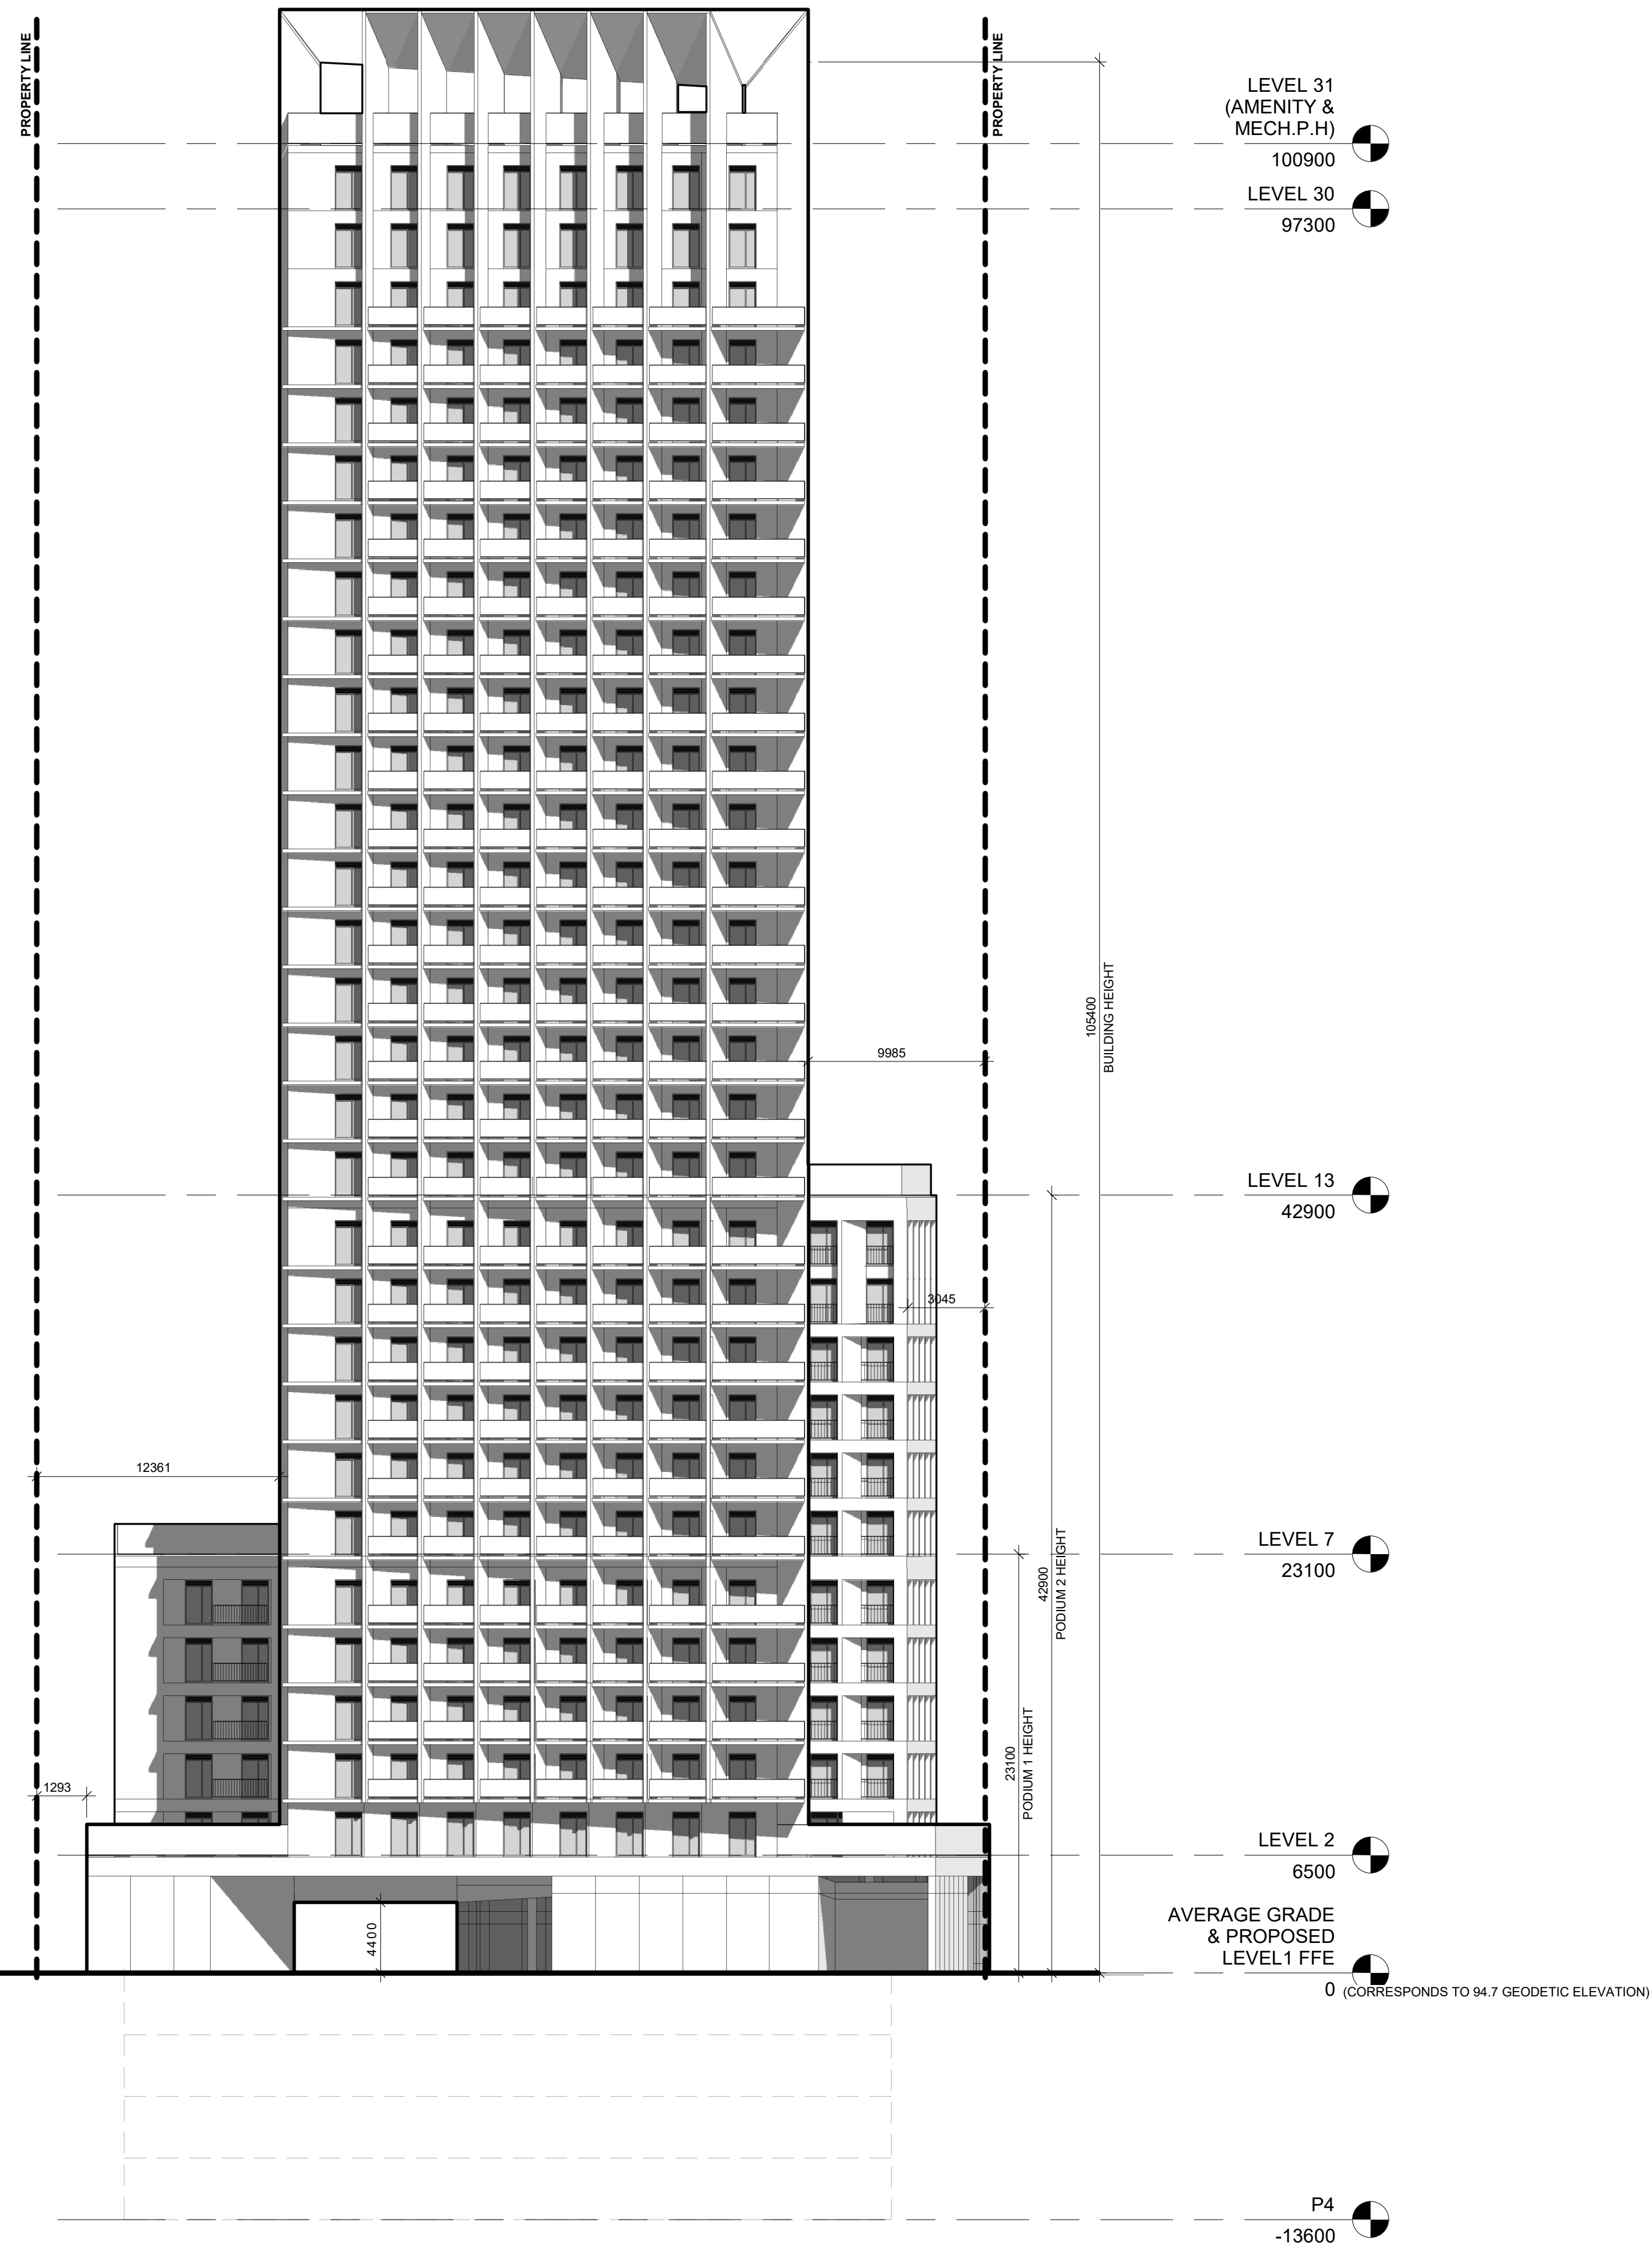 PROPERTY LINE
PROPERTY LINE
LEVEL 31
(AMENITY &
MECH.P.H)
100900
LEVEL 30
97300
105400
BUILDING HEIGHT
9985
LEVEL 13
42900
3045
12361
LEVEL 7
23100
42900
PODIUM 2 HEIGHT
23100
PODIUM 1 HEIGHT
1293
LEVEL 2
6500
4400
AVERAGE GRADE
& PROPOSED
LEVEL1 FFE
0 (CORRESPONDS TO 94.7 GEODETIC ELEVATION)
P4
-13600